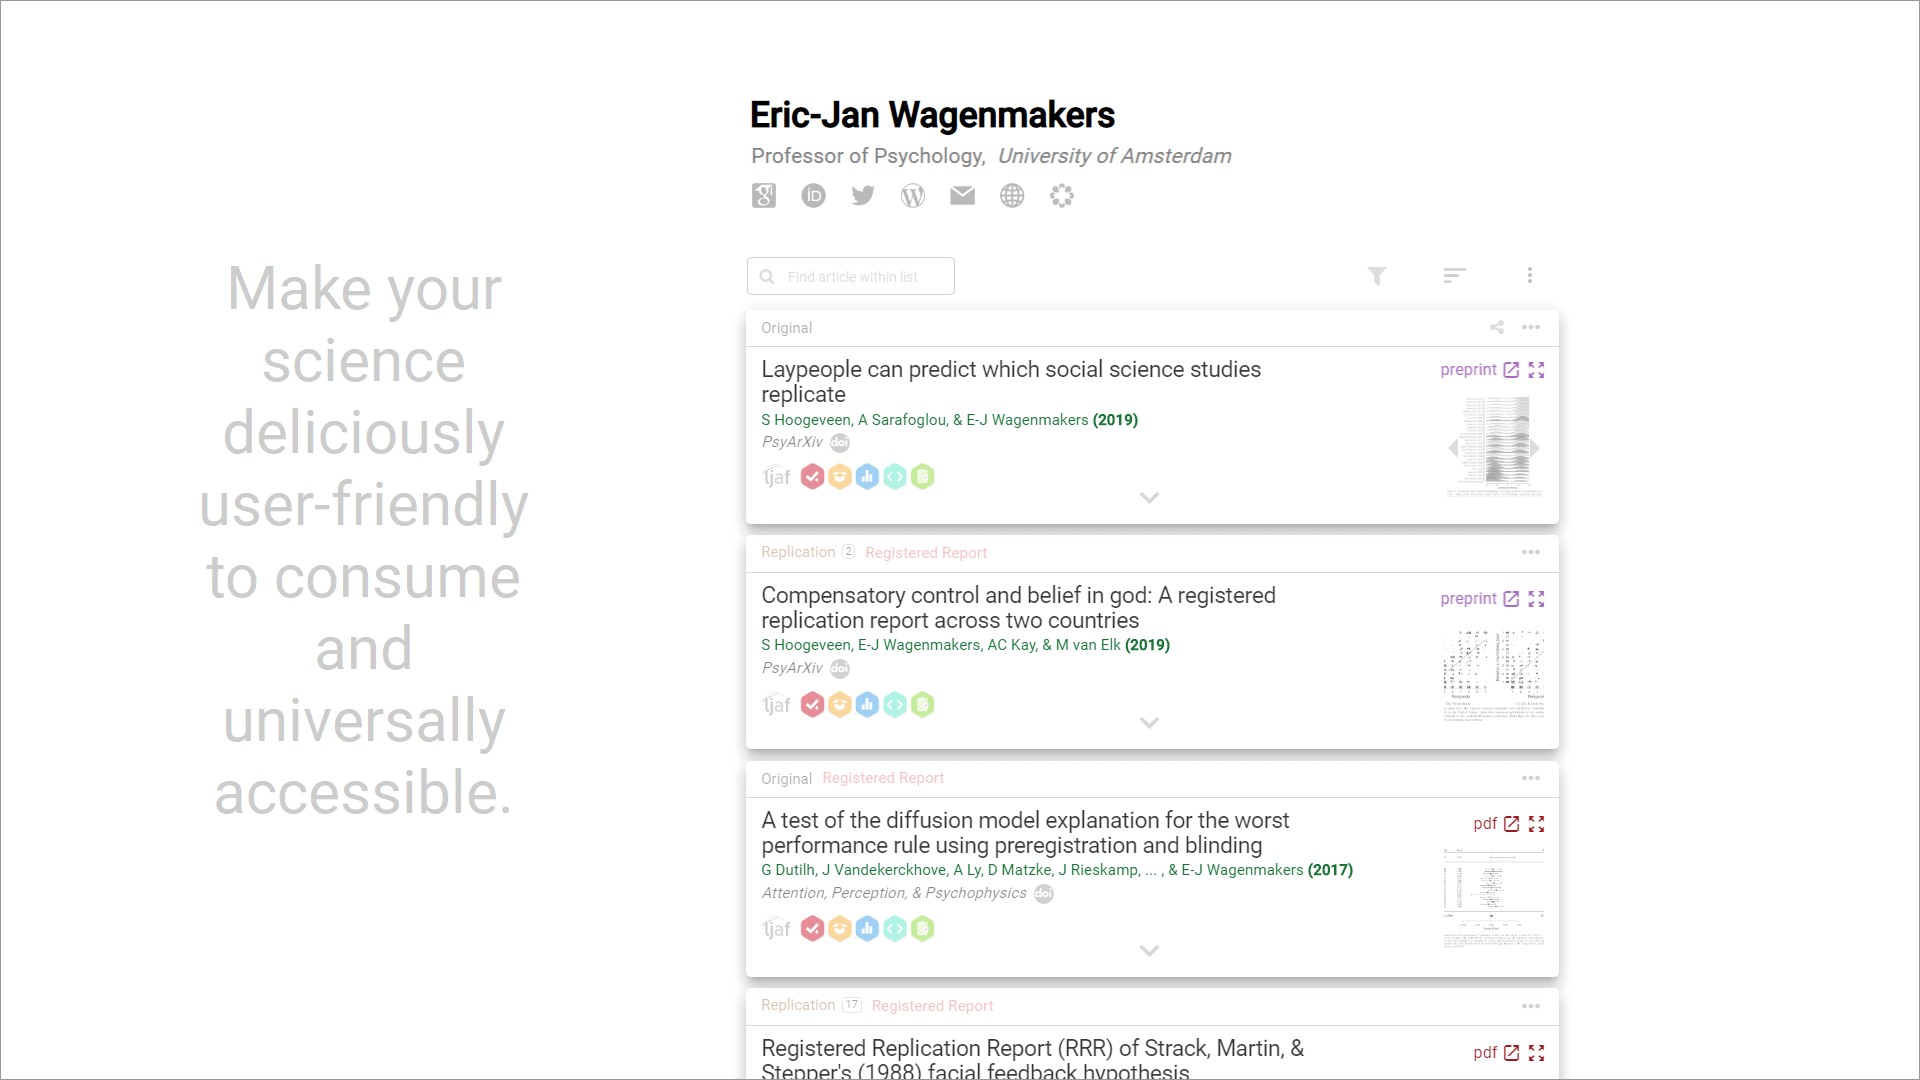 Make your
science
deliciously
user-friendly
to consume
and
universally
accessible.
Eric-Jan Wagenmakers
Professor of Psychology, University of Amsterdam
Find article within list
Original
Laypeople can predict which social science studies
replicate
preprint
S Hoogeveen, A Sarafoglou, & E-J Wagenmakers (2019)
PsyArXiv doi
ljaf
Replication 2 Registered Report
Compensatory control and belief in god: A registered
replication report across two countries
preprint
S Hoogeveen, E-J Wagenmakers, AC Kay, & M van Elk (2019)
PsyArXiv doi
ljaf
Original Registered Report
A test of the diffusion model explanation for the worst
performance rule using preregistration and blinding
pdf
G Dutilh, J Vandekerckhove, A Ly, D Matzke, J Rieskamp, ... , & E-J Wagenmakers (2017)
Attention, Perception, & Psychophysics doi
ljaf
Replication 17 Registered Report
Registered Replication Report (RRR) of Strack, Martin, &
Stepper's (1988) facial feedback hypothesis
pdf